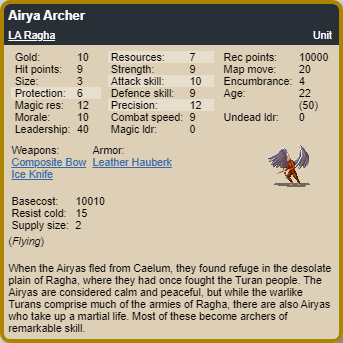 Airya Archer
LA Ragha Unit
Gold: 10 Resources: 7 Rec points: 10000
Hit points: 9 Strength: 9 Map move: 20
Size: 3 Attack skill: 10 Encumbrance: 4
Protection: 6 Defence skill: 9 Age: 22
Magic res: 12 Precision: 12 (50)
Morale: 10 Combat speed: 9 Undead ldr: 0
Leadership: 40 Magic ldr: 0
Weapons: Armor:
Composite Bow Leather Hauberk
Ice Knife
Basecost: 10010
Resist cold: 15
Supply size: 2
(Flying)
When the Airyas fled from Caelum, they found refuge in the desolate
plain of Ragha, where they had once fought the Turan people. The
Airyas are considered calm and peaceful, but while the warlike
Turans comprise much of the armies of Ragha, there are also Airyas
who take up a martial life. Most of these become archers of
remarkable skill.